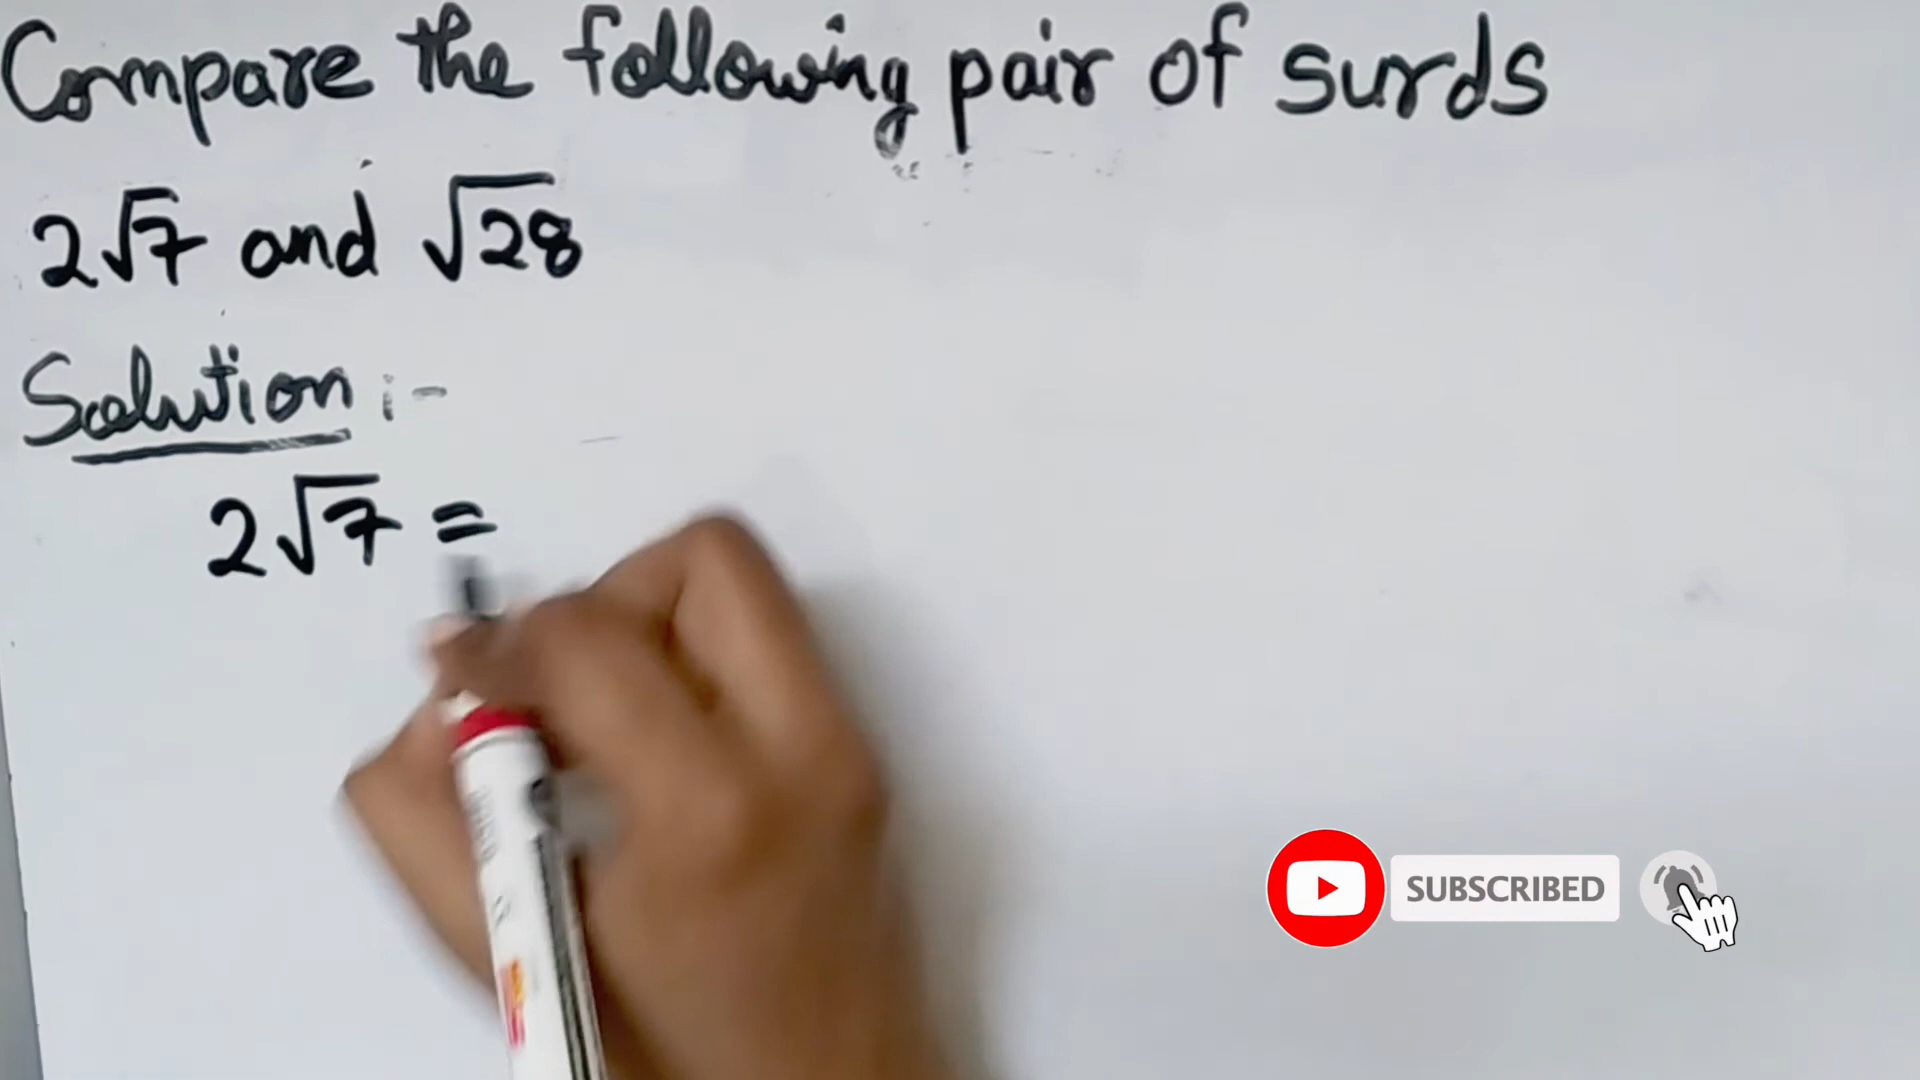 Compare the following pair of surds
2√7 and √28
Solution :-
2√7 =
SUBSCRIBED